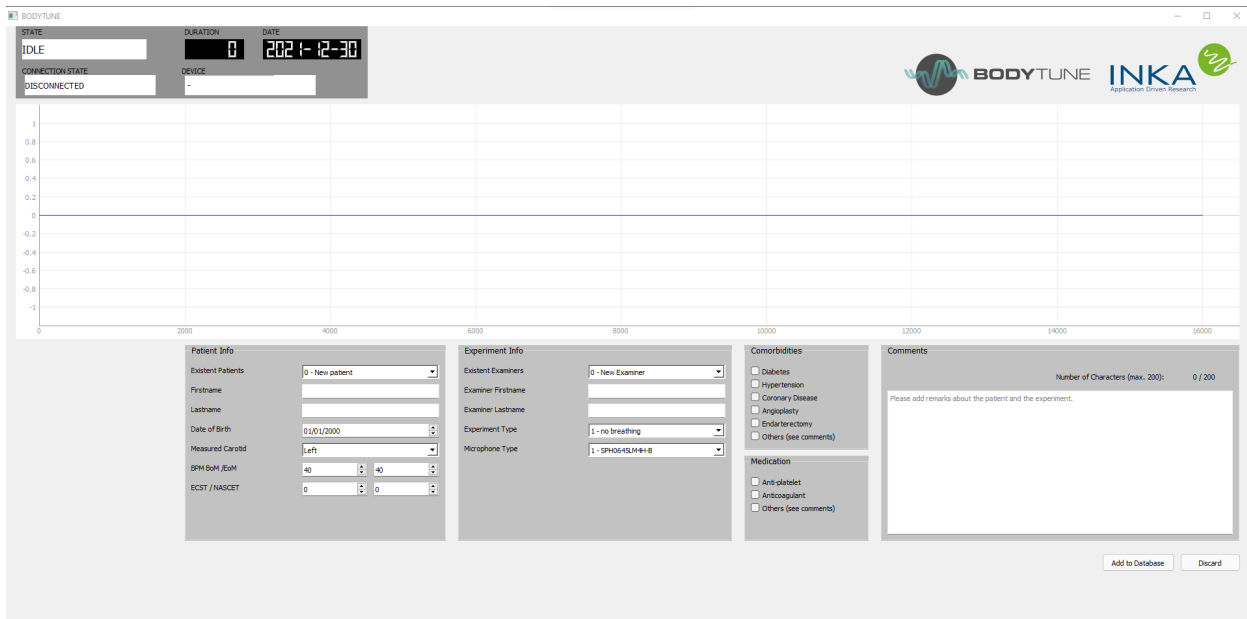 BODYTUNE
STATE DURATION DATE
IDLE 0 2021-12-30
CONNECTION STATE DEVICE
DISCONNECTED -
BODYTUNE INKA
Application Driven Research
1
0.8
0.6
0.4
0.2
0
-0.2
-0.4
-0.6
-0.8
-1
0 2000 4000 6000 8000 10000 12000 14000 16000
Patient Info
Existent Patients 0 - New patient
Firstname
Lastname
Date of Birth 01/01/2000
Measured Carotid Left
BPM BoM /EoM 40 40
ECST / NASCET 0 0
Experiment Info
Existent Examiners 0 - New Examiner
Examiner Firstname
Examiner Lastname
Experiment Type 1 - no breathing
Microphone Type 1 - SPH0645LM4H-B
Comorbidities
Diabetes
Hypertension
Coronary Disease
Angioplasty
Endarterectomy
Others (see comments)
Medication
Anti-platelet
Anticoagulant
Others (see comments)
Comments
Number of Characters (max. 200): 0 / 200
Please add remarks about the patient and the experiment.
Add to Database Discard